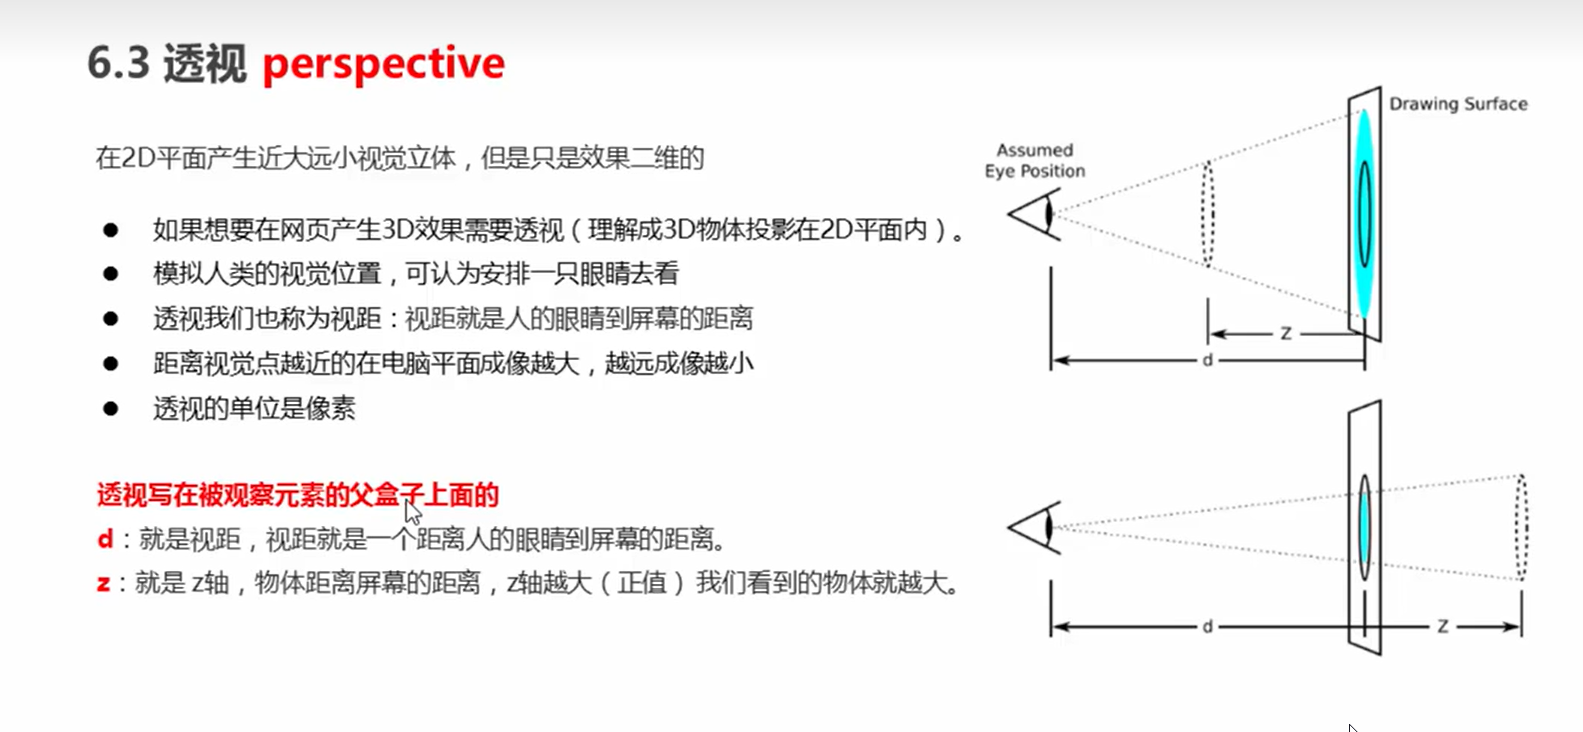 6.3 透视 perspective
在2D平面产生近大远小视觉立体，但是只是效果二维的
● 如果想要在网页产生3D效果需要透视（理解成3D物体投影在2D平面内）。
● 模拟人类的视觉位置，可认为安排一只眼睛去看
● 透视我们也称为视距：视距就是人的眼睛到屏幕的距离
● 距离视觉点越近的在电脑平面成像越大，越远成像越小
● 透视的单位是像素
透视写在被观察元素的父盒子上面的
d：就是视距，视距就是一个距离人的眼睛到屏幕的距离。
z：就是 z轴，物体距离屏幕的距离，z轴越大（正值） 我们看到的物体就越大。
Drawing Surface
Assumed
Eye Position
Z
d
d
Z